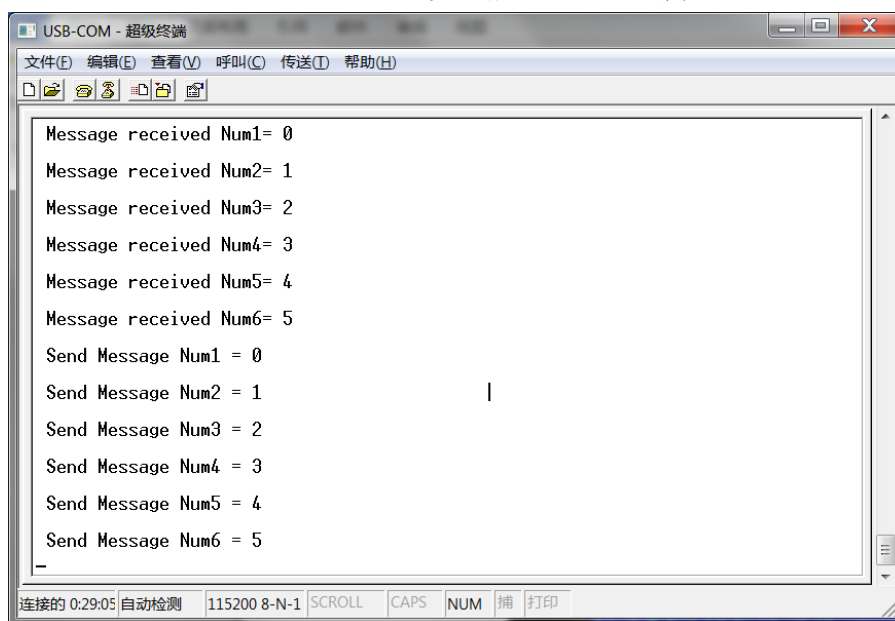 USB-COM - 超级终端
文件(F) 编辑(E) 查看(V) 呼叫(C) 传送(T) 帮助(H)
Message received Num1= 0
Message received Num2= 1
Message received Num3= 2
Message received Num4= 3
Message received Num5= 4
Message received Num6= 5
Send Message Num1 = 0
Send Message Num2 = 1
Send Message Num3 = 2
Send Message Num4 = 3
Send Message Num5 = 4
Send Message Num6 = 5
连接的 0:29:05 自动检测 115200 8-N-1 SCROLL CAPS NUM 捕 打印